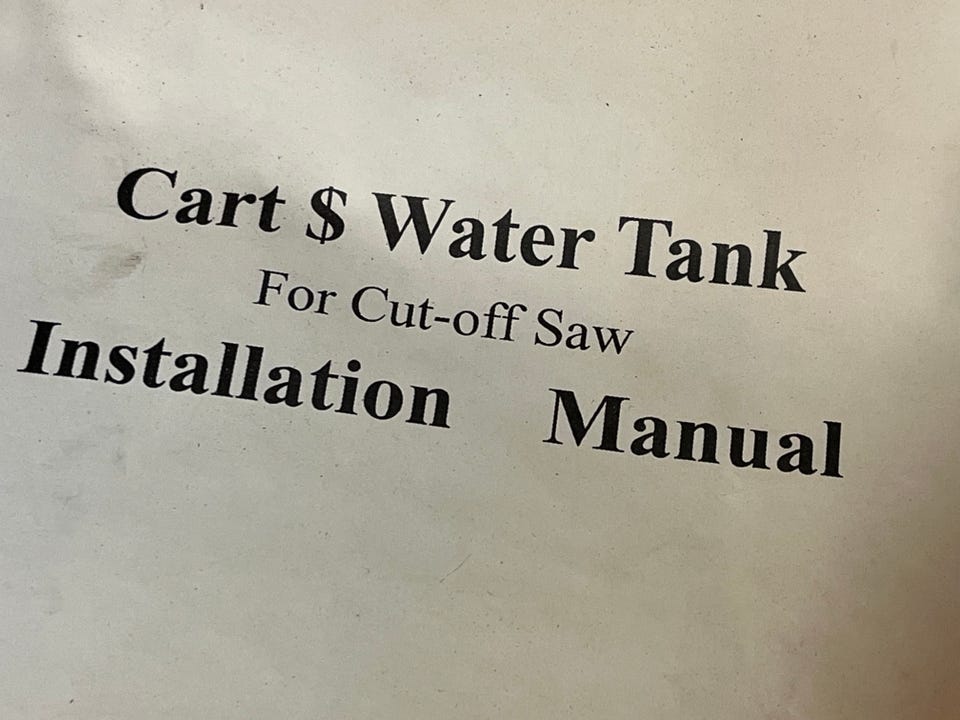 Cart $ Water Tank
For Cut-off Saw
Installation Manual